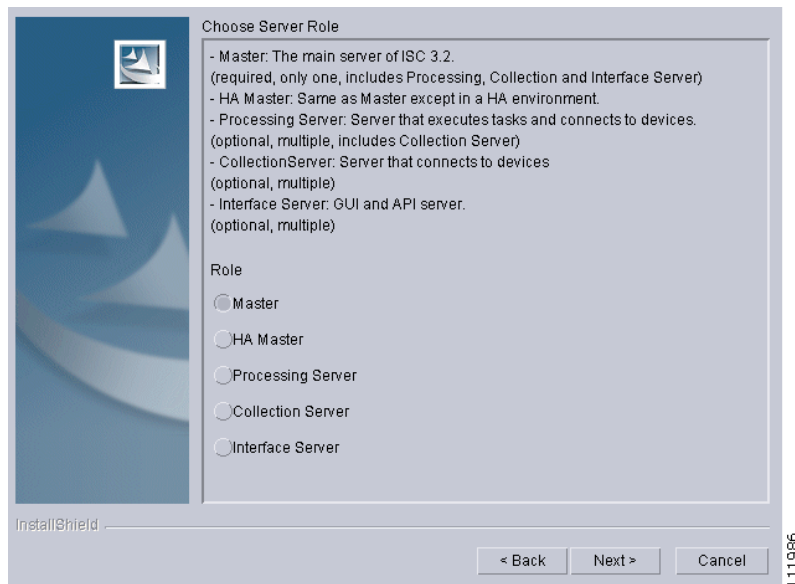 Choose Server Role
- Master: The main server of ISC 3.2.
(required, only one, includes Processing, Collection and Interface Server)
- HA Master: Same as Master except in a HA environment.
- Processing Server: Server that executes tasks and connects to devices.
(optional, multiple, includes Collection Server)
- CollectionServer: Server that connects to devices
(optional, multiple)
- Interface Server: GUI and API server.
(optional, multiple)
Role
Master
HA Master
Processing Server
Collection Server
Interface Server
InstallShield
< Back
Next >
Cancel
111986